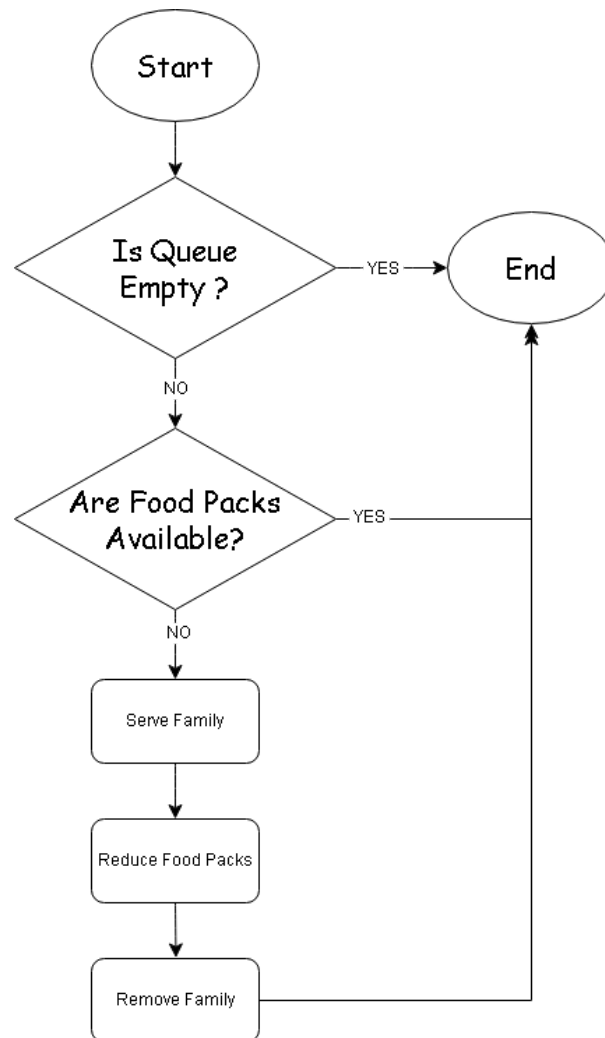 Start
Is Queue
Empty ?
YES
End
NO
Are Food Packs
Available?
YES
NO
Serve Family
Reduce Food Packs
Remove Family